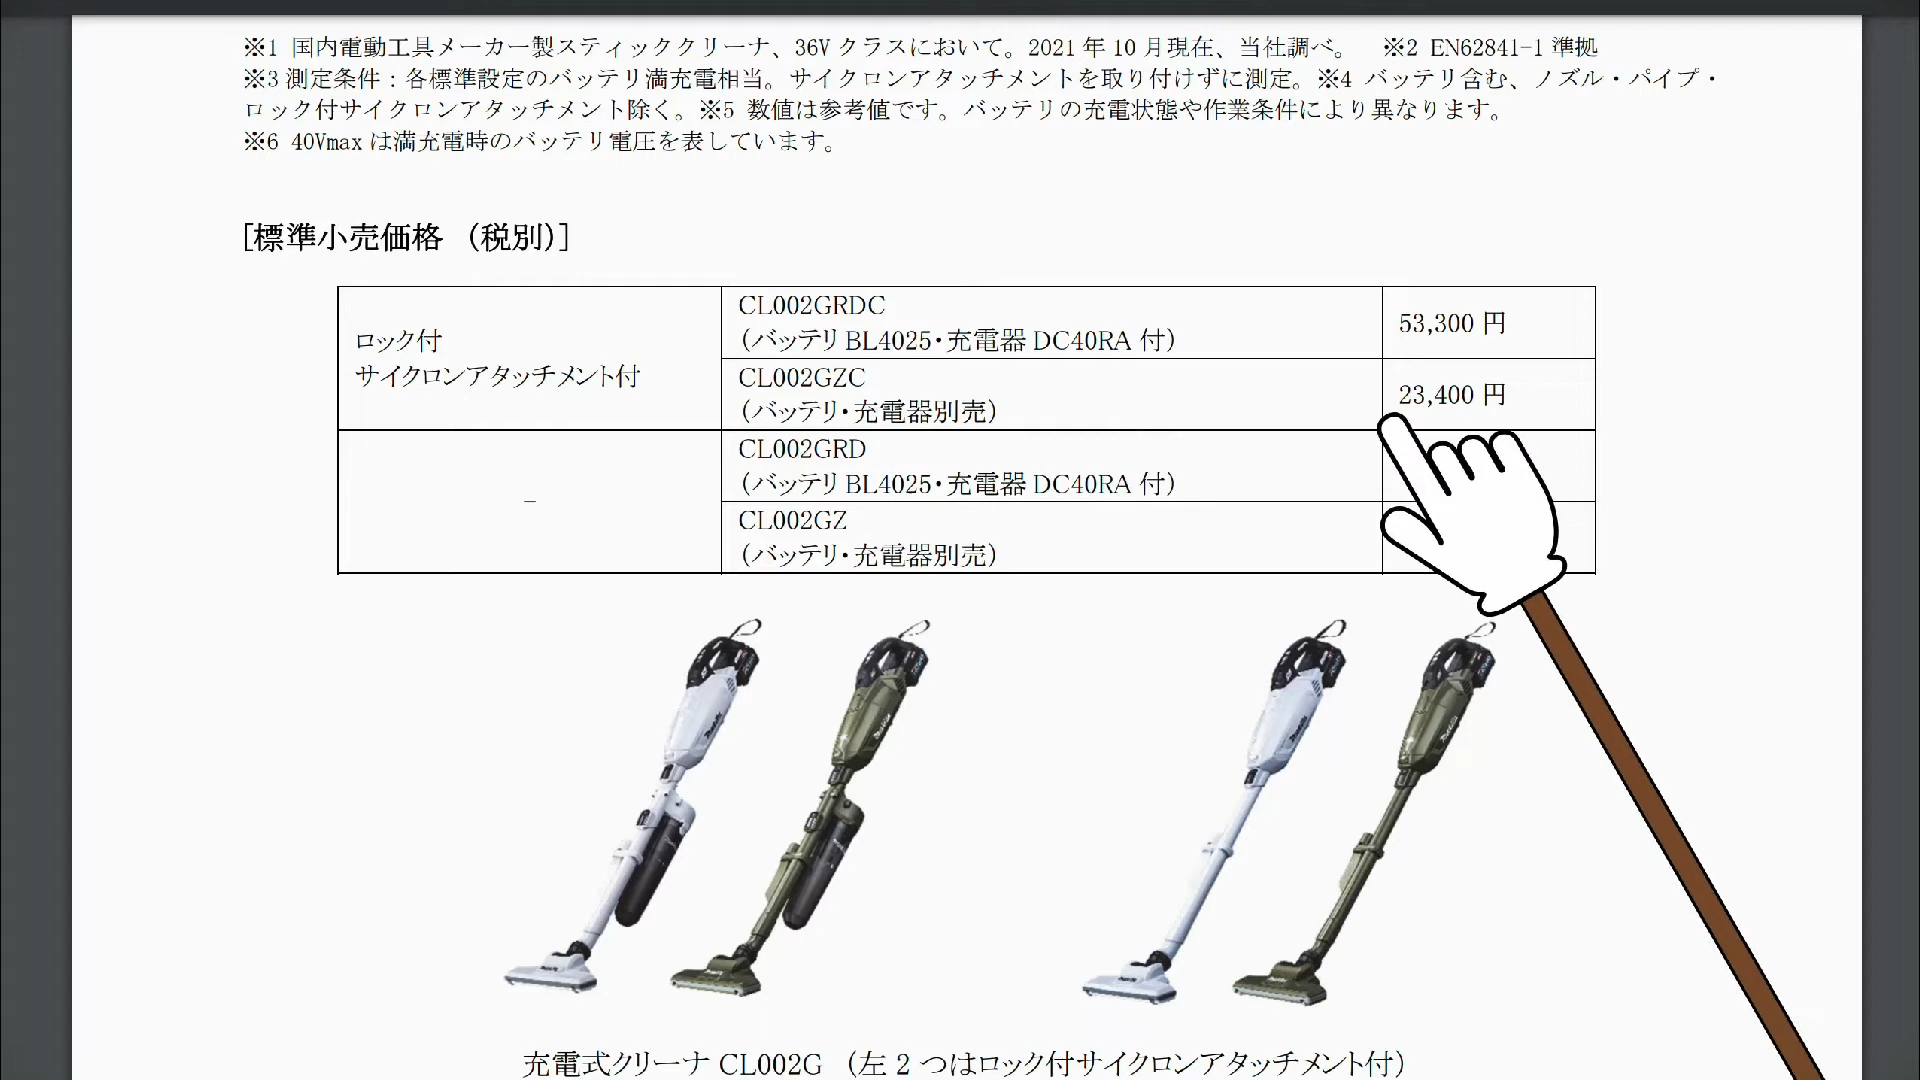 ※1 国内電動工具メーカー製スティッククリーナ、36V クラスにおいて。2021 年 10 月現在、当社調べ。 ※2 EN62841-1 準拠
※3 測定条件：各標準設定のバッテリ満充電相当。サイクロンアタッチメントを取り付けずに測定。※4 バッテリ含む、ノズル・パイプ・
ロック付サイクロンアタッチメント除く。※5 数値は参考値です。バッテリの充電状態や作業条件により異なります。
※6 40Vmax は満充電時のバッテリ電圧を表しています。
[標準小売価格 （税別）]
ロック付
サイクロンアタッチメント付
CL002GRDC
（バッテリ BL4025・充電器 DC40RA 付）
53,300 円
CL002GZC
（バッテリ・充電器別売）
23,400 円
－
CL002GRD
（バッテリ BL4025・充電器 DC40RA 付）
CL002GZ
（バッテリ・充電器別売）
充電式クリーナ CL002G （左 2 つはロック付サイクロンアタッチメント付）